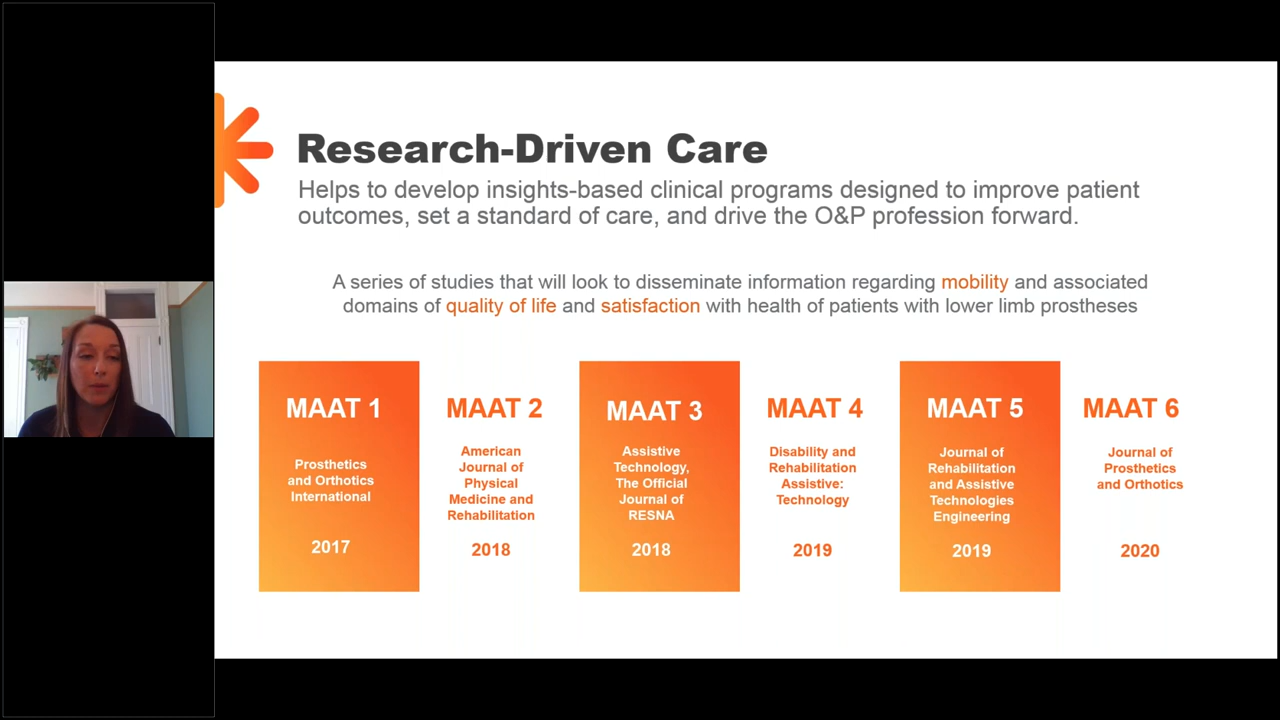 Research-Driven Care
Helps to develop insights-based clinical programs designed to improve patient
outcomes, set a standard of care, and drive the O&P profession forward.
A series of studies that will look to disseminate information regarding mobility and associated
domains of quality of life and satisfaction with health of patients with lower limb prostheses
MAAT 1
Prosthetics
and Orthotics
International
2017
MAAT 2
American
Journal of
Physical
Medicine and
Rehabilitation
2018
MAAT 3
Assistive
Technology,
The Official
Journal of
RESNA
2018
MAAT 4
Disability and
Rehabilitation
Assistive:
Technology
2019
MAAT 5
Journal of
Rehabilitation
and Assistive
Technologies
Engineering
2019
MAAT 6
Journal of
Prosthetics
and Orthotics
2020